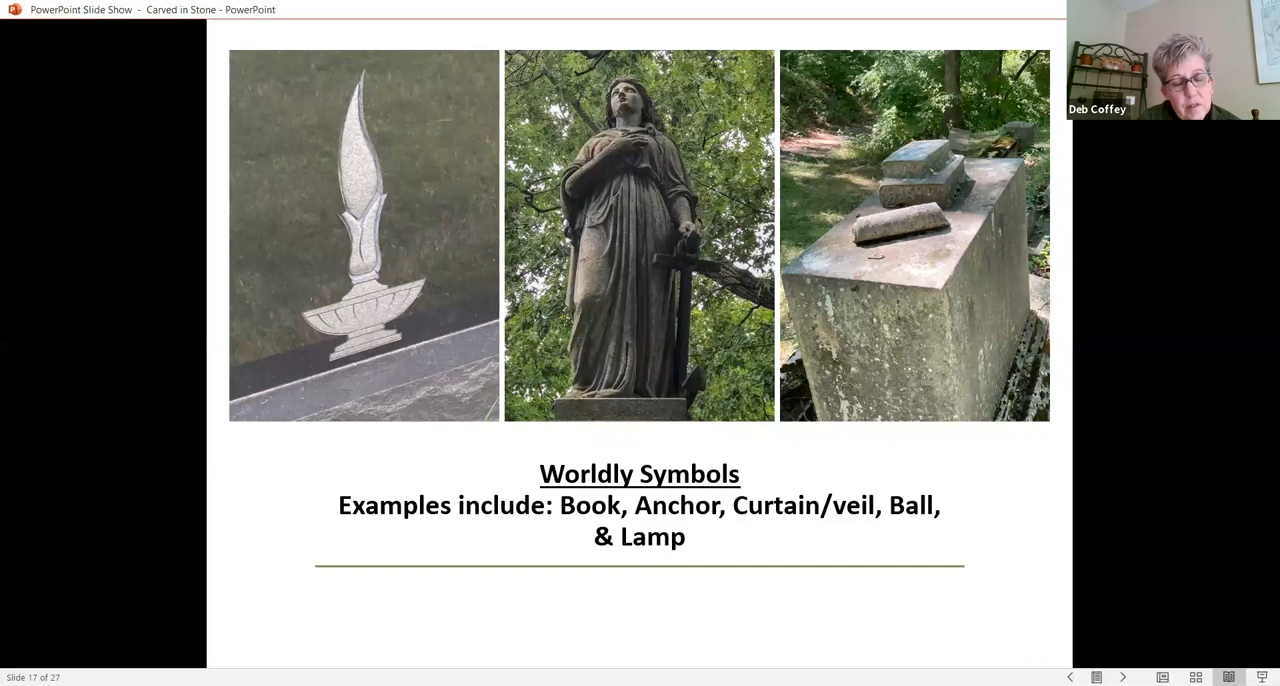 PowerPoint Slide Show - Carved in Stone - PowerPoint
Deb Coffey
Worldly Symbols
Examples include: Book, Anchor, Curtain/veil, Ball,
& Lamp
Slide 17 of 27